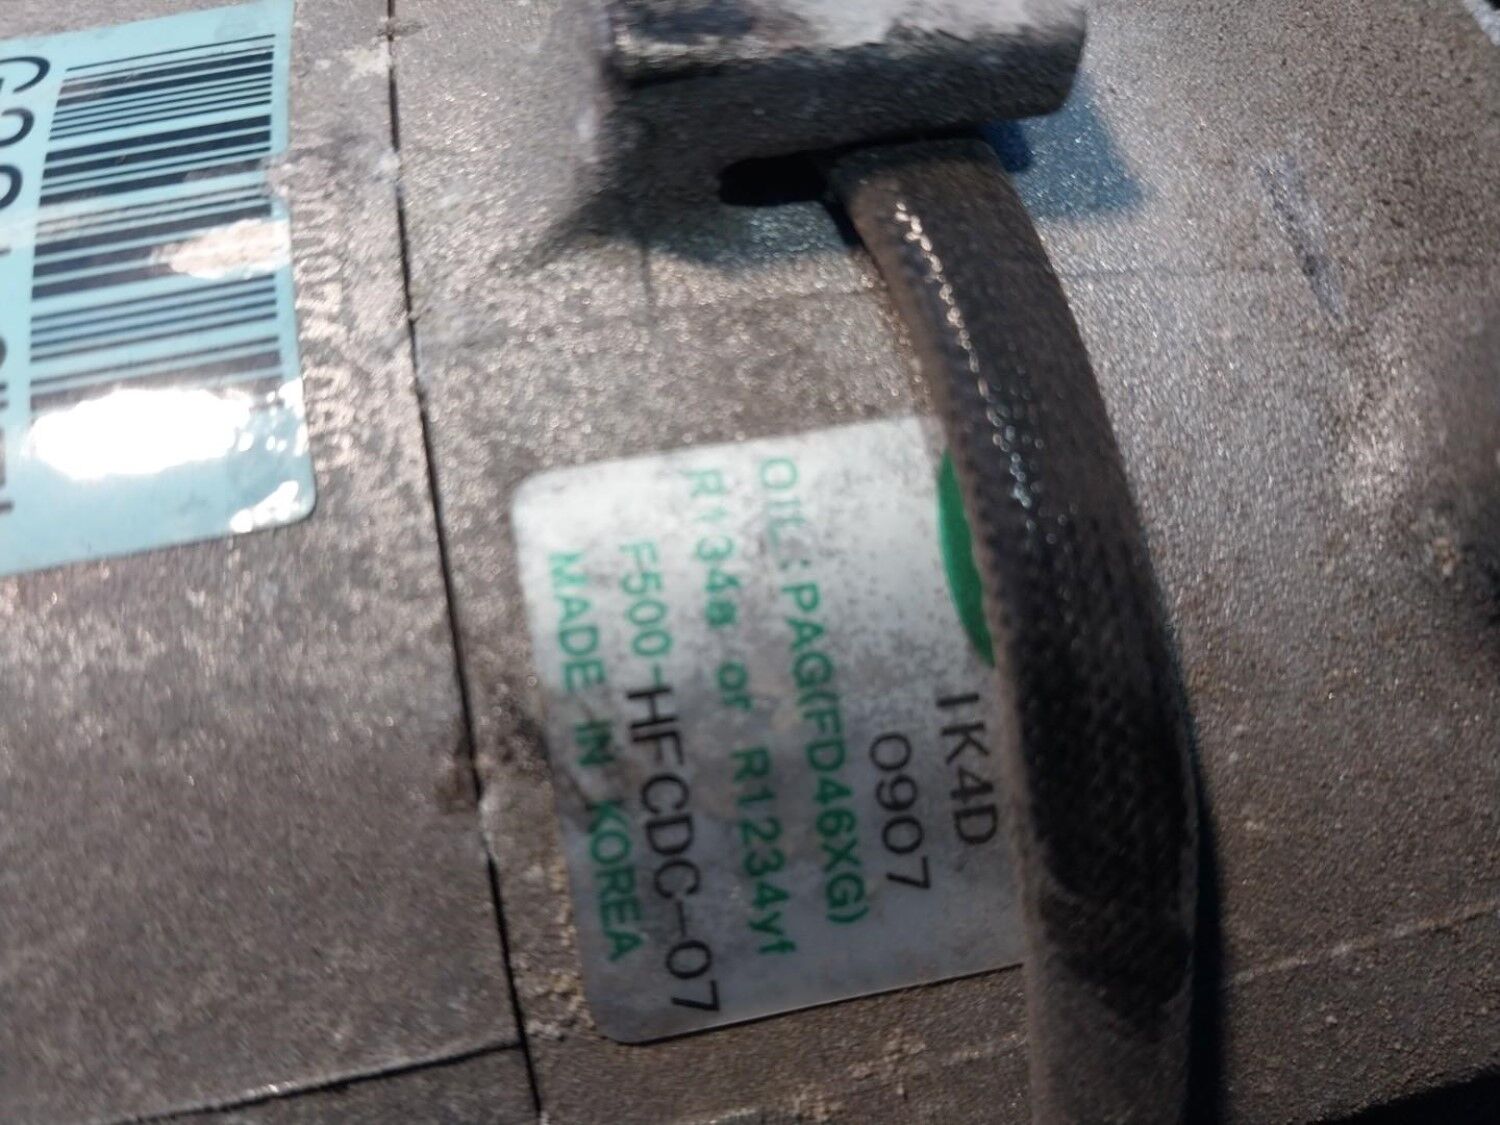 1K4D
0907
OIL : PAG(FD46XG)
R134a or R1234yf
F500-HFCDC-07
MADE IN KOREA